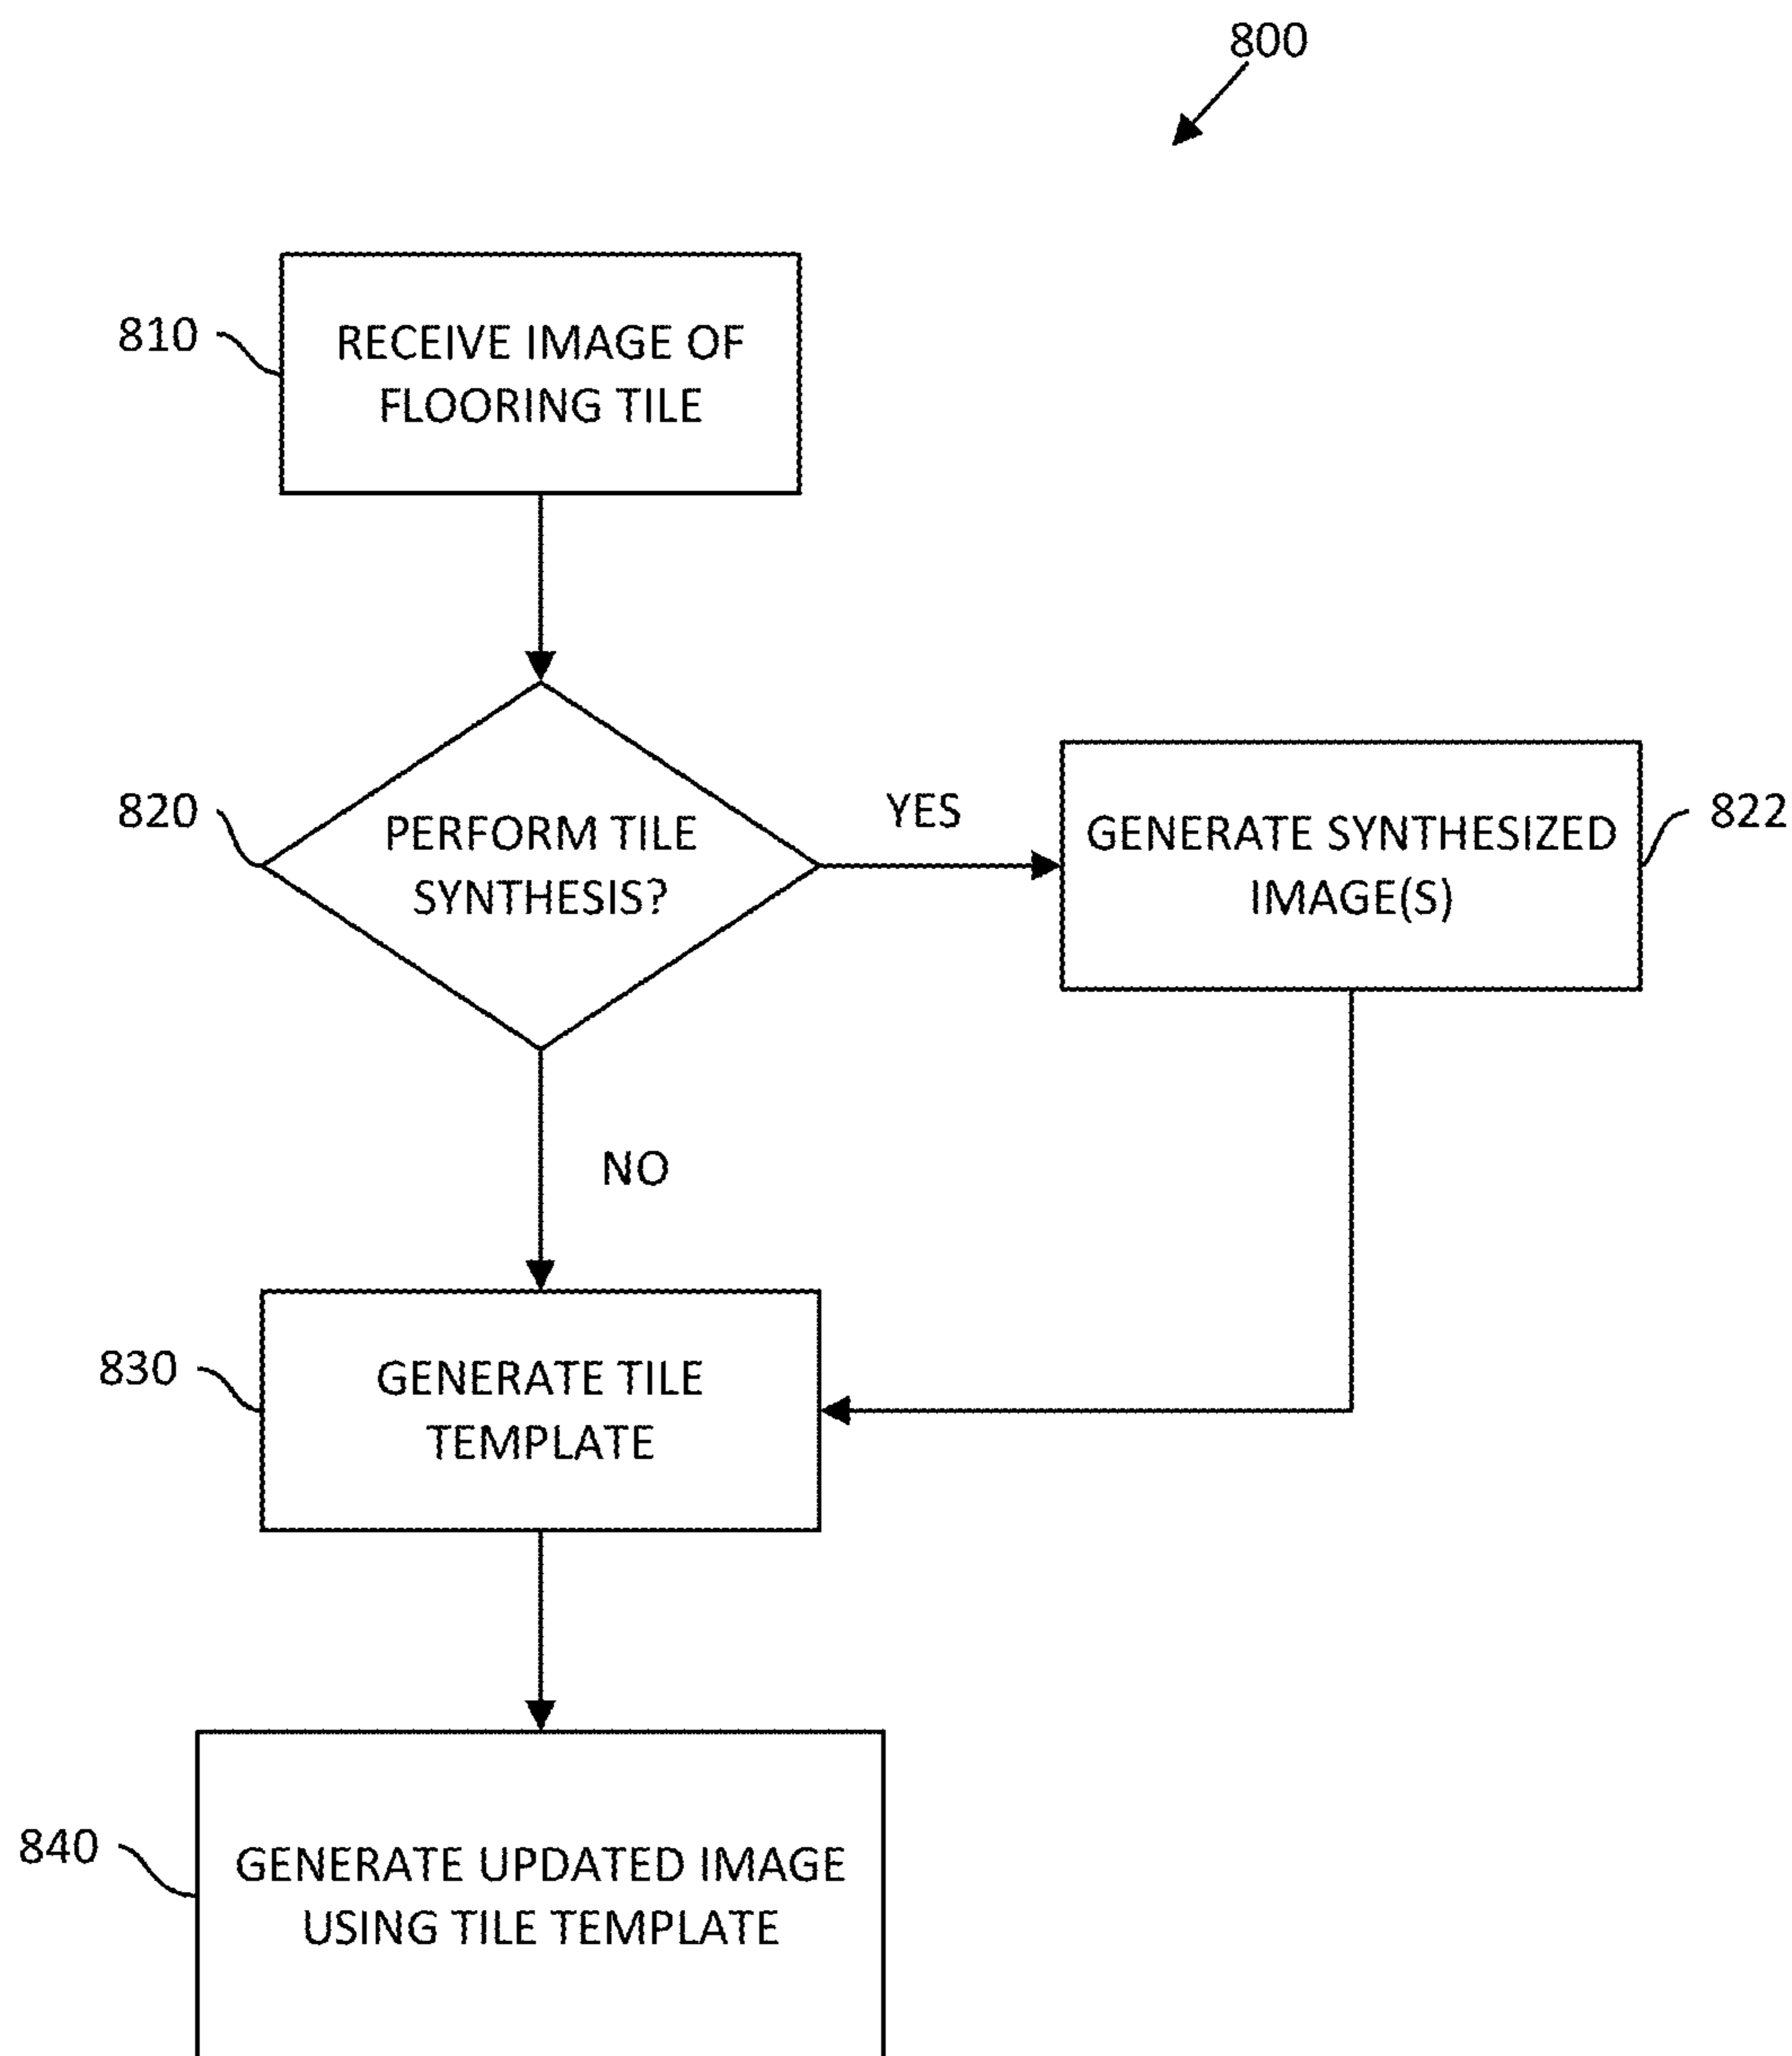 800
810
RECEIVE IMAGE OF
FLOORING TILE
820
PERFORM TILE
SYNTHESIS?
YES
GENERATE SYNTHESIZED
IMAGE(S)
822
NO
830
GENERATE TILE
TEMPLATE
840
GENERATE UPDATED IMAGE
USING TILE TEMPLATE